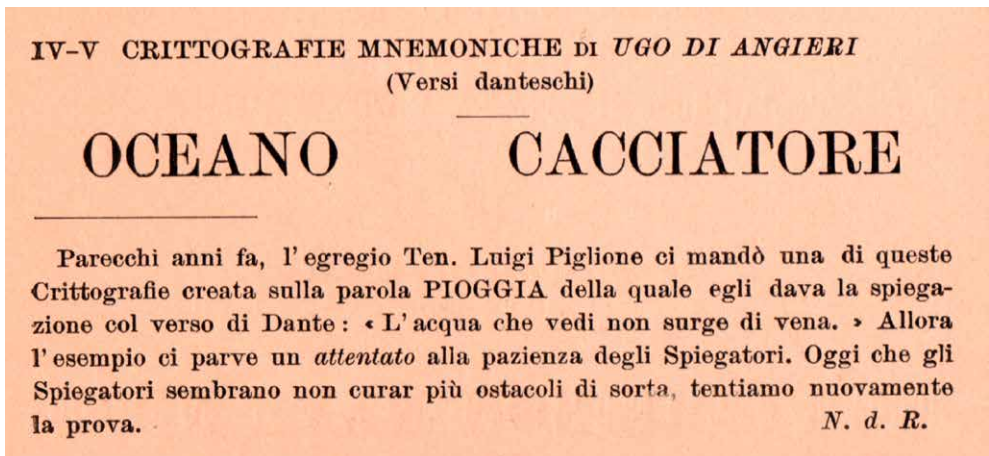 IV-V CRITTOGRAFIE MNEMONICHE DI UGO DI ANGIERI
(Versi danteschi)
OCEANO CACCIATORE
Parecchi anni fa, l'egregio Ten. Luigi Piglione ci mandò una di queste
Crittografie creata sulla parola PIOGGIA della quale egli dava la spiega-
zione col verso di Dante: « L'acqua che vedi non surge di vena. » Allora
l'esempio ci parve un attentato alla pazienza degli Spiegatori. Oggi che gli
Spiegatori sembrano non curar più ostacoli di sorta, tentiamo nuovamente
la prova. N. d. R.